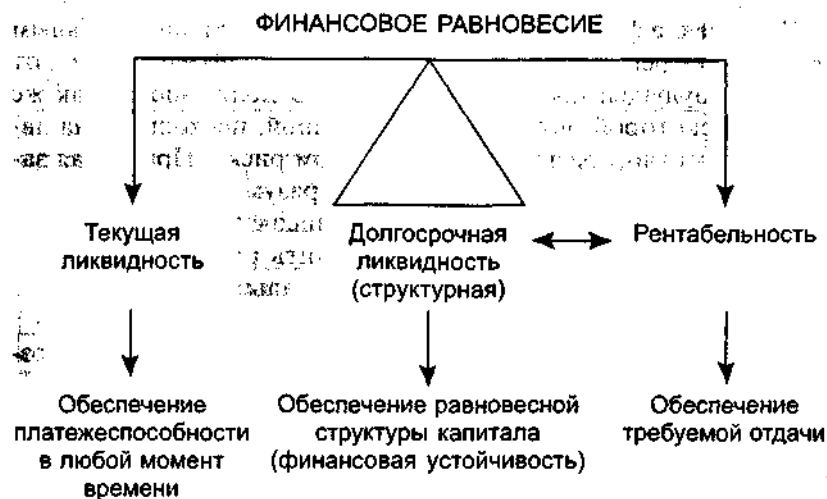 ФИНАНСОВОЕ РАВНОВЕСИЕ
Текущая
ликвидность
Долгосрочная
ликвидность
(структурная)
Рентабельность
Обеспечение
платежеспособности
в любой момент
времени
Обеспечение равновесной
структуры капитала
(финансовая устойчивость)
Обеспечение
требуемой отдачи